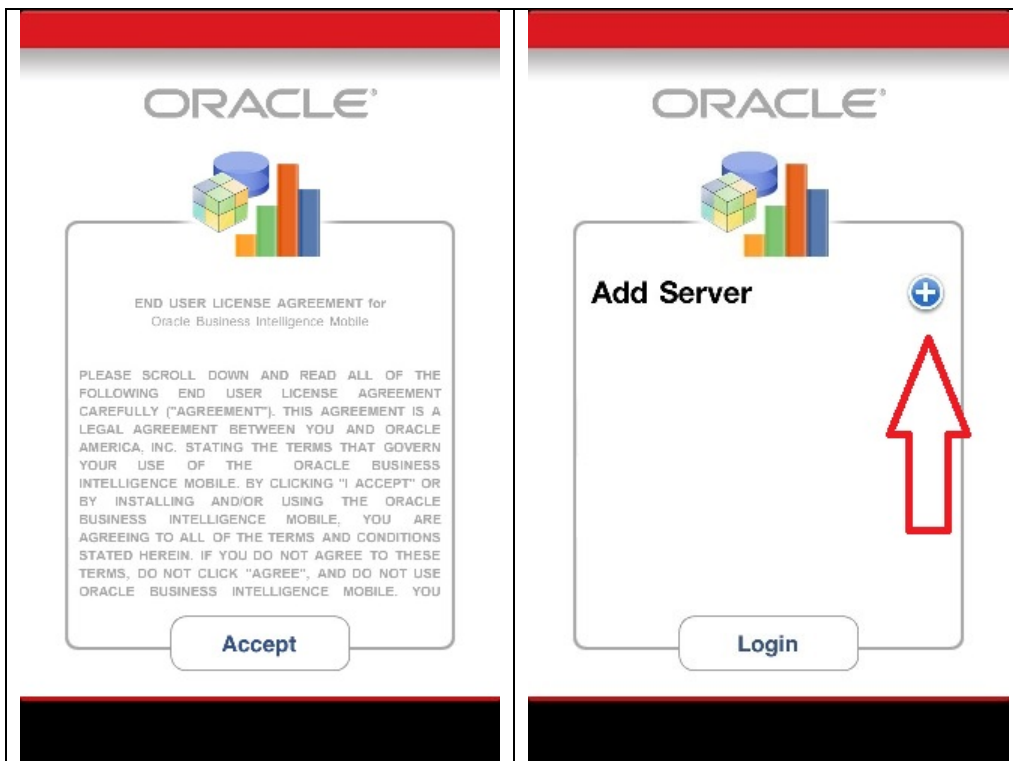 ORACLE®
END USER LICENSE AGREEMENT for
Oracle Business Intelligence Mobile
PLEASE SCROLL DOWN AND READ ALL OF THE
FOLLOWING END USER LICENSE AGREEMENT
CAREFULLY ("AGREEMENT"). THIS AGREEMENT IS A
LEGAL AGREEMENT BETWEEN YOU AND ORACLE
AMERICA, INC. STATING THE TERMS THAT GOVERN
YOUR USE OF THE ORACLE BUSINESS
INTELLIGENCE MOBILE. BY CLICKING "I ACCEPT" OR
BY INSTALLING AND/OR USING THE ORACLE
BUSINESS INTELLIGENCE MOBILE, YOU ARE
AGREEING TO ALL OF THE TERMS AND CONDITIONS
STATED HEREIN. IF YOU DO NOT AGREE TO THESE
TERMS, DO NOT CLICK "AGREE", AND DO NOT USE
ORACLE BUSINESS INTELLIGENCE MOBILE. YOU
Accept
ORACLE®
Add Server
Login